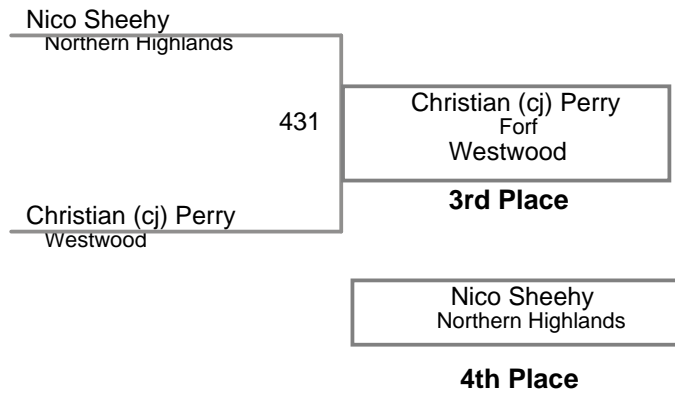 Nico Sheehy
Northern Highlands
431
Christian (cj) Perry
Forf
Westwood
3rd Place
Christian (cj) Perry
Westwood
Nico Sheehy
Northern Highlands
4th Place